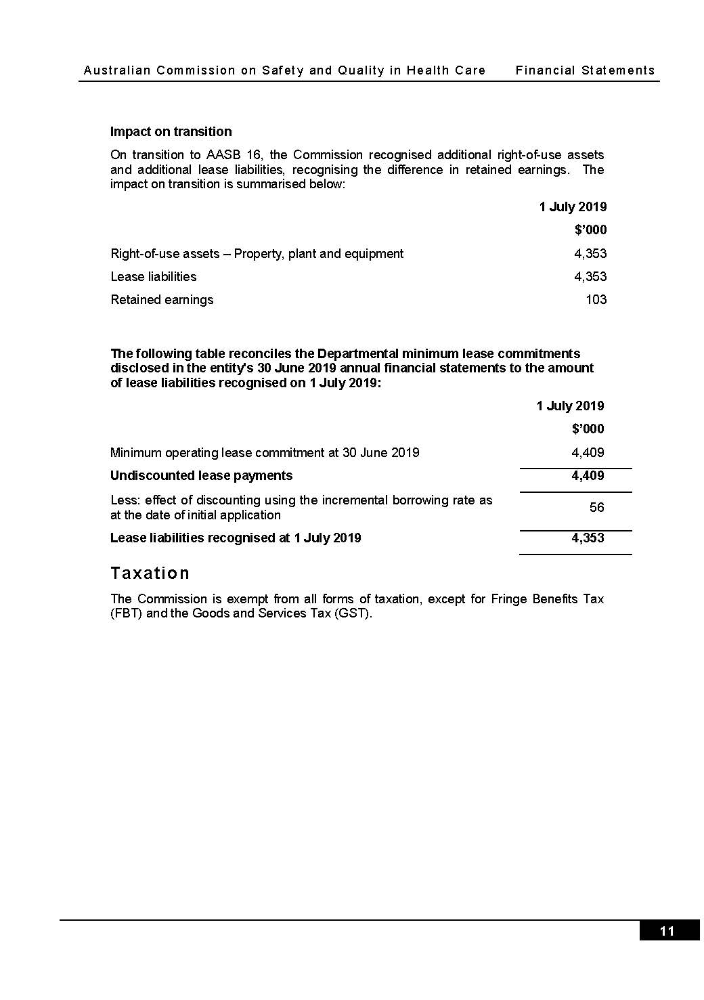 Australian Commission on Safety and Quality in Health Care Financial Statements
Impact on transition
On transition to AASB 16, the Commission recognised additional right-of-use assets
and additional lease liabilities, recognising the difference in retained earnings. The
impact on transition is summarised below:
1 July 2019
$’000
Right-of-use assets – Property, plant and equipment 4,353
Lease liabilities 4,353
Retained earnings 103
The following table reconciles the Departmental minimum lease commitments
disclosed in the entity's 30 June 2019 annual financial statements to the amount
of lease liabilities recognised on 1 July 2019:
1 July 2019
$’000
Minimum operating lease commitment at 30 June 2019 4,409
Undiscounted lease payments 4,409
Less: effect of discounting using the incremental borrowing rate as
at the date of initial application 56
Lease liabilities recognised at 1 July 2019 4,353
Taxation
The Commission is exempt from all forms of taxation, except for Fringe Benefits Tax
(FBT) and the Goods and Services Tax (GST).
11